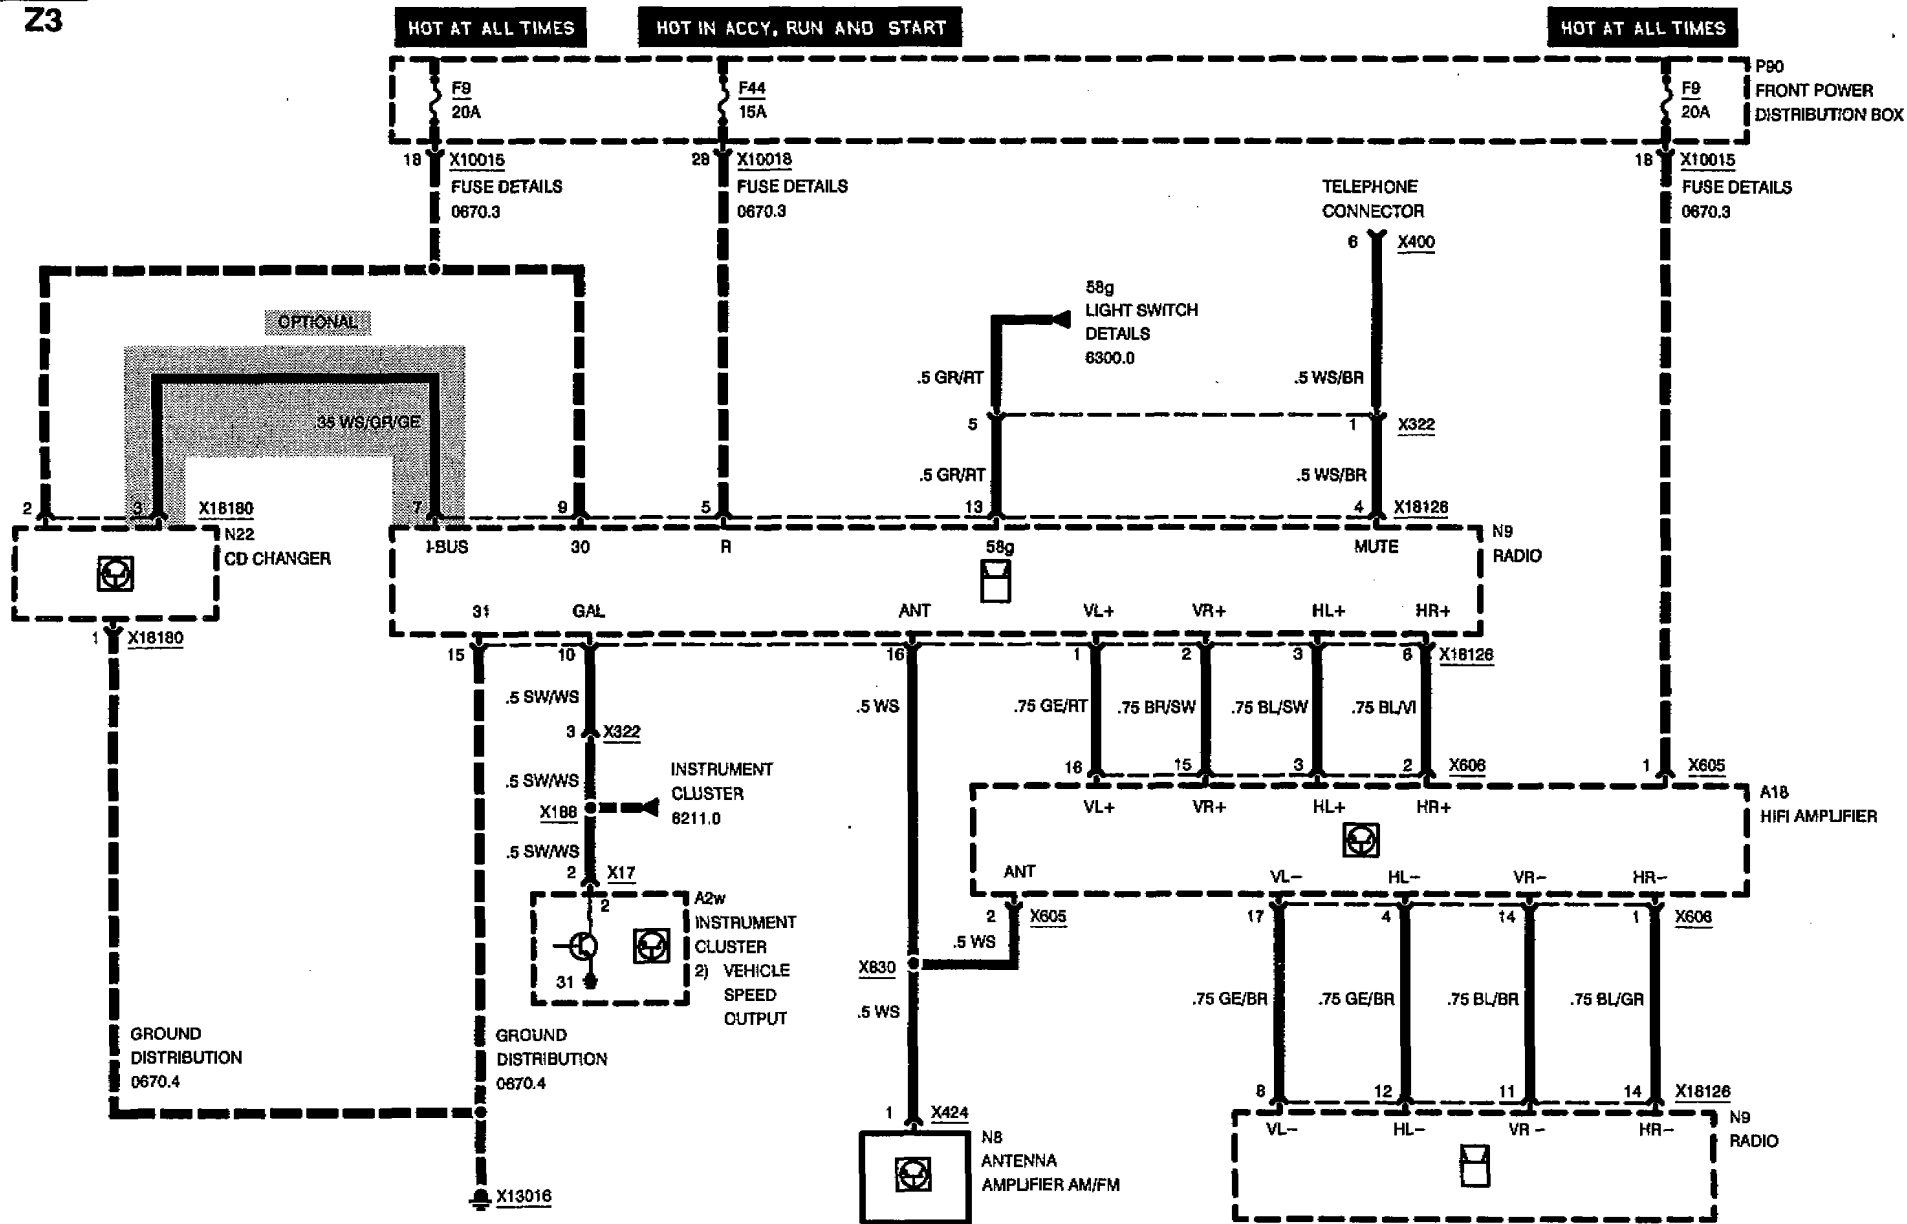 Z3
HOT AT ALL TIMES
HOT IN ACCY, RUN AND START
HOT AT ALL TIMES
P90
FRONT POWER
DISTRIBUTION BOX
F9
20A
F44
15A
F9
20A
18 X10015
FUSE DETAILS
0670.3
28 X10018
FUSE DETAILS
0670.3
18 X10015
FUSE DETAILS
0670.3
TELEPHONE
CONNECTOR
6 X400
58g
LIGHT SWITCH
DETAILS
6300.0
OPTIONAL
.35 WS/GR/GE
.5 GR/RT
.5 WS/BR
5
1 X322
.5 GR/RT
.5 WS/BR
2
3 X18180
7
9
5
13
4 X18126
N22
CD CHANGER
I-BUS
30
R
58g
MUTE
N9
RADIO
31
GAL
ANT
VL+
VR+
HL+
HR+
1 X18180
15
10
16
1
2
3
6 X18126
.5 SW/WS
.5 WS
.75 GE/RT
.75 BR/SW
.75 BL/SW
.75 BL/VI
3 X322
.5 SW/WS
INSTRUMENT
CLUSTER
6211.0
X188
.5 SW/WS
2 X17
16
15
3
2 X606
1 X605
VL+
VR+
HL+
HR+
A18
HIFI AMPLIFIER
ANT
VL–
HL–
VR–
HR–
2
A2w
INSTRUMENT
CLUSTER
2) VEHICLE
SPEED
OUTPUT
31
2 X605
.5 WS
X830
.5 WS
17
4
14
1 X606
.75 GE/BR
.75 GE/BR
.75 BL/BR
.75 BL/GR
GROUND
DISTRIBUTION
0670.4
GROUND
DISTRIBUTION
0670.4
8
12
11
14 X18126
VL–
HL–
VR –
HR–
N9
RADIO
1 X424
N8
ANTENNA
AMPLIFIER AM/FM
X13016